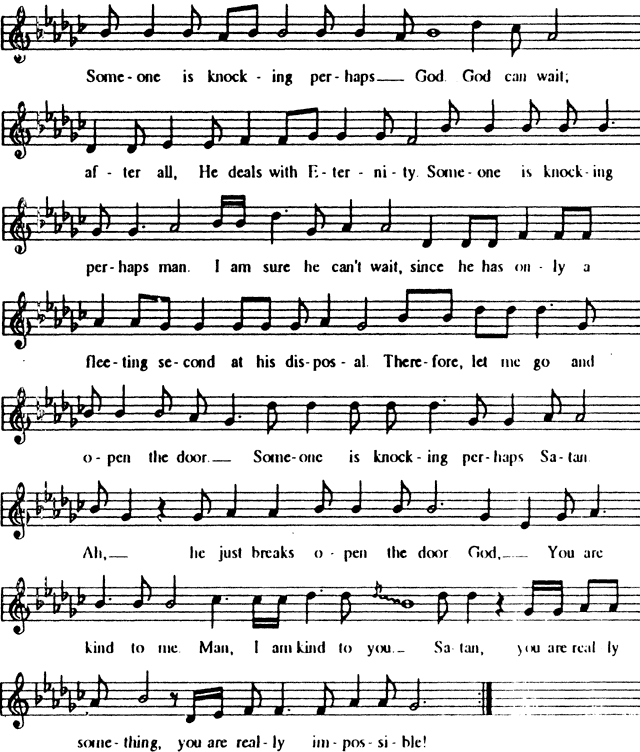 Some-one is knock - ing per-haps God. God can wait;
af - ter all, He deals with E - ter - ni - ty. Some-one is knock-ing
per-haps man. I am sure he can't wait, since he has on - ly a
flee-ting se-cond at his dis-pos - al. There-fore, let me go and
o - pen the door. Some-one is knock-ing per-haps Sa-tan.
Ah, he just breaks o - pen the door God, You are
kind to me. Man, I am kind to you. Sa-tan, you are real - ly
some-thing, you are real - ly im-pos-si-ble!